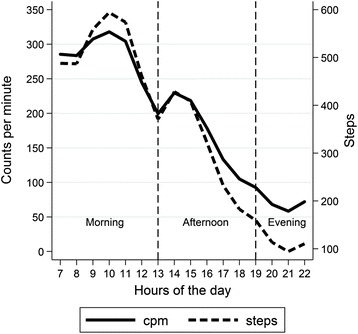 350
300
250
200
150
100
50
0
Counts per minute
600
500
400
300
200
100
Steps
Morning
Afternoon
Evening
7 8 9 10 11 12 13 14 15 16 17 18 19 20 21 22
Hours of the day
cpm
steps